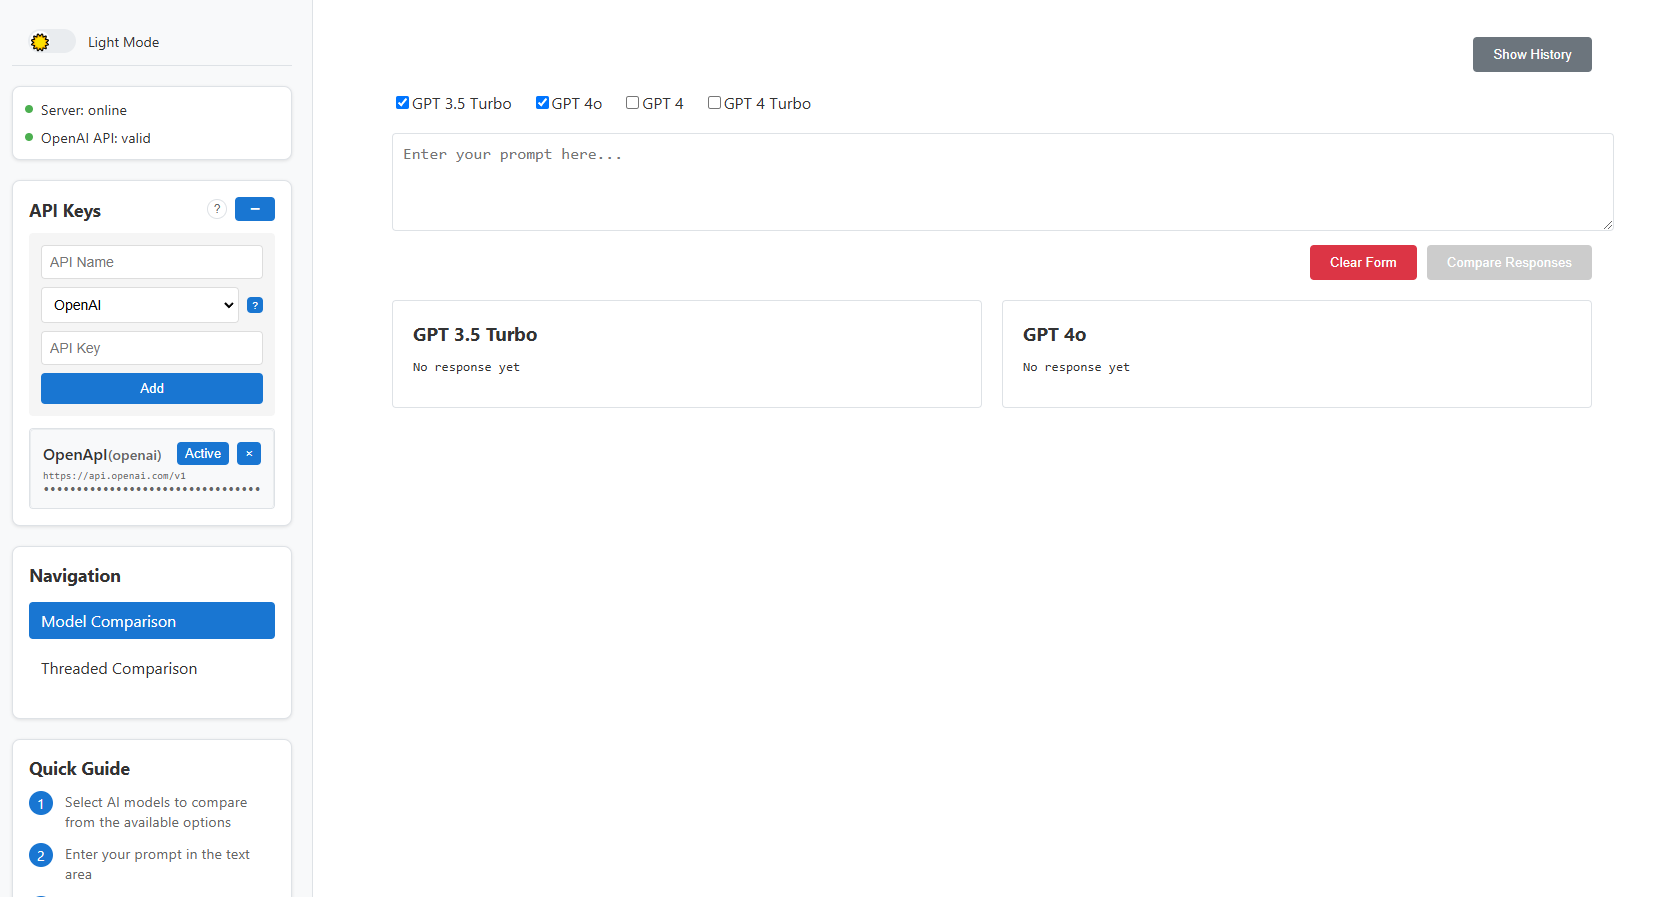 Light Mode
Server: online
OpenAI API: valid
API Keys
?
−
API Name
OpenAI
?
API Key
Add
OpenApI(openai)
Active
×
https://api.openai.com/v1
•••••••••••••••••••••••••••••••••
Navigation
Model Comparison
Threaded Comparison
Quick Guide
1
Select AI models to compare
from the available options
2
Enter your prompt in the text
area
Show History
GPT 3.5 Turbo
GPT 4o
GPT 4
GPT 4 Turbo
Enter your prompt here...
Clear Form
Compare Responses
GPT 3.5 Turbo
No response yet
GPT 4o
No response yet